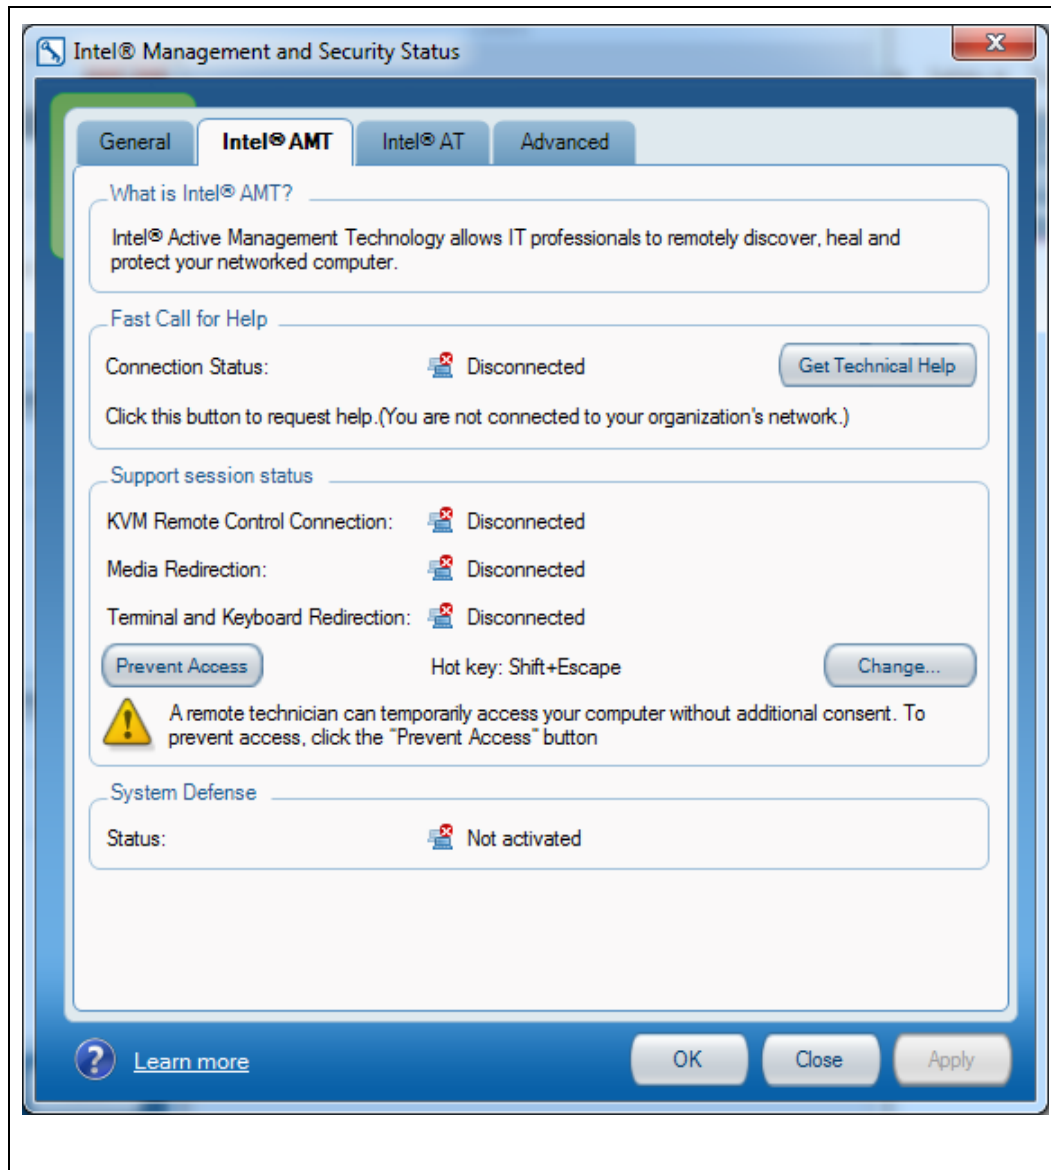 Intel® Management and Security Status
General Intel® AMT Intel® AT Advanced
What is Intel® AMT?
Intel® Active Management Technology allows IT professionals to remotely discover, heal and
protect your networked computer.
Fast Call for Help
Connection Status: Disconnected Get Technical Help
Click this button to request help.(You are not connected to your organization's network.)
Support session status
KVM Remote Control Connection: Disconnected
Media Redirection: Disconnected
Terminal and Keyboard Redirection: Disconnected
Prevent Access Hot key: Shift+Escape Change...
A remote technician can temporarily access your computer without additional consent. To
prevent access, click the "Prevent Access" button
System Defense
Status: Not activated
? Learn more OK Close Apply